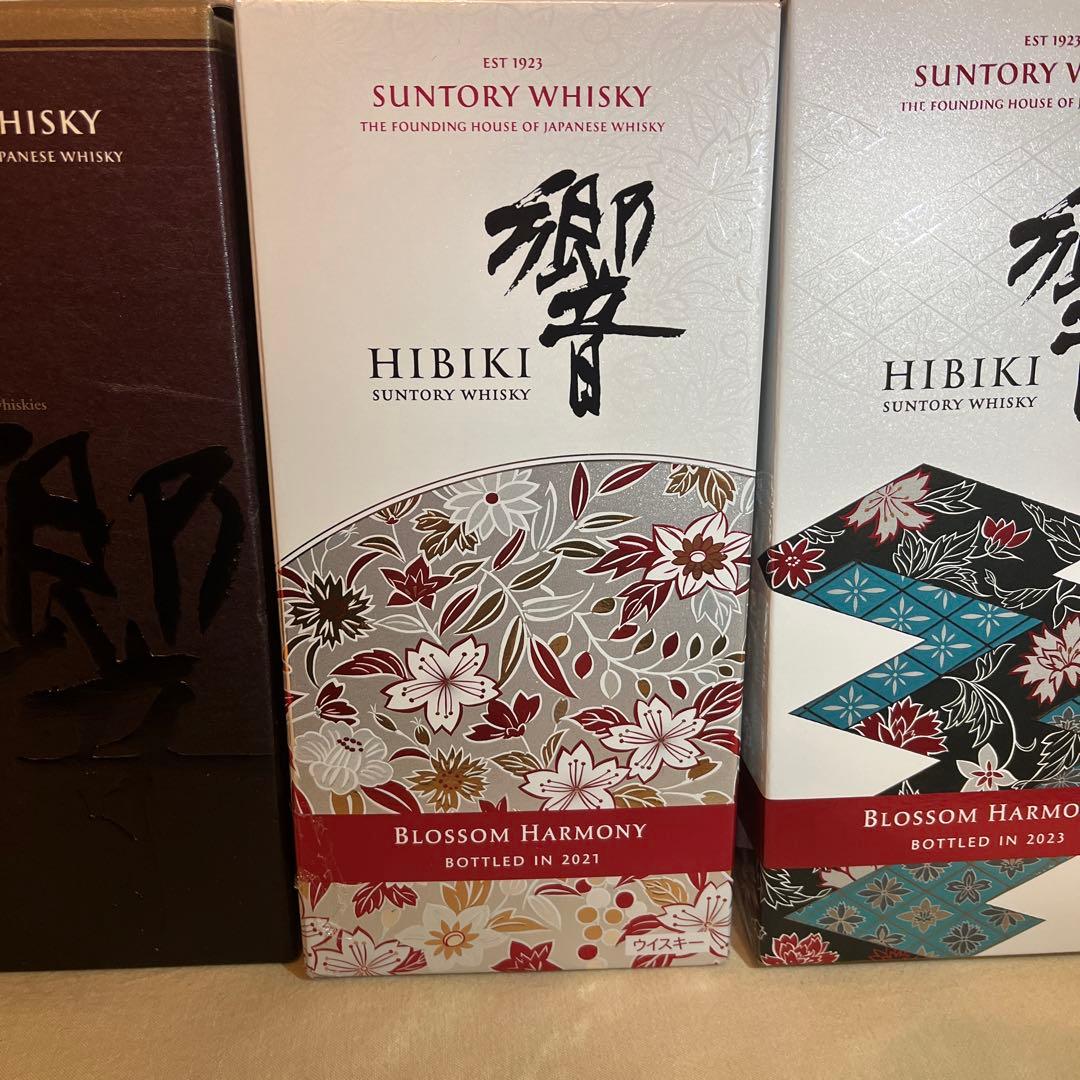 HISKY
PANESE WHISKY
whiskies
響
EST 1923
SUNTORY WHISKY
THE FOUNDING HOUSE OF JAPANESE WHISKY
響
HIBIKI
SUNTORY WHISKY
BLOSSOM HARMONY
BOTTLED IN 2021
ウイスキー
EST 1923
SUNTORY W
THE FOUNDING HOUSE OF J
響
HIBIKI
SUNTORY WHISKY
BLOSSOM HARMO
BOTTLED IN 2023